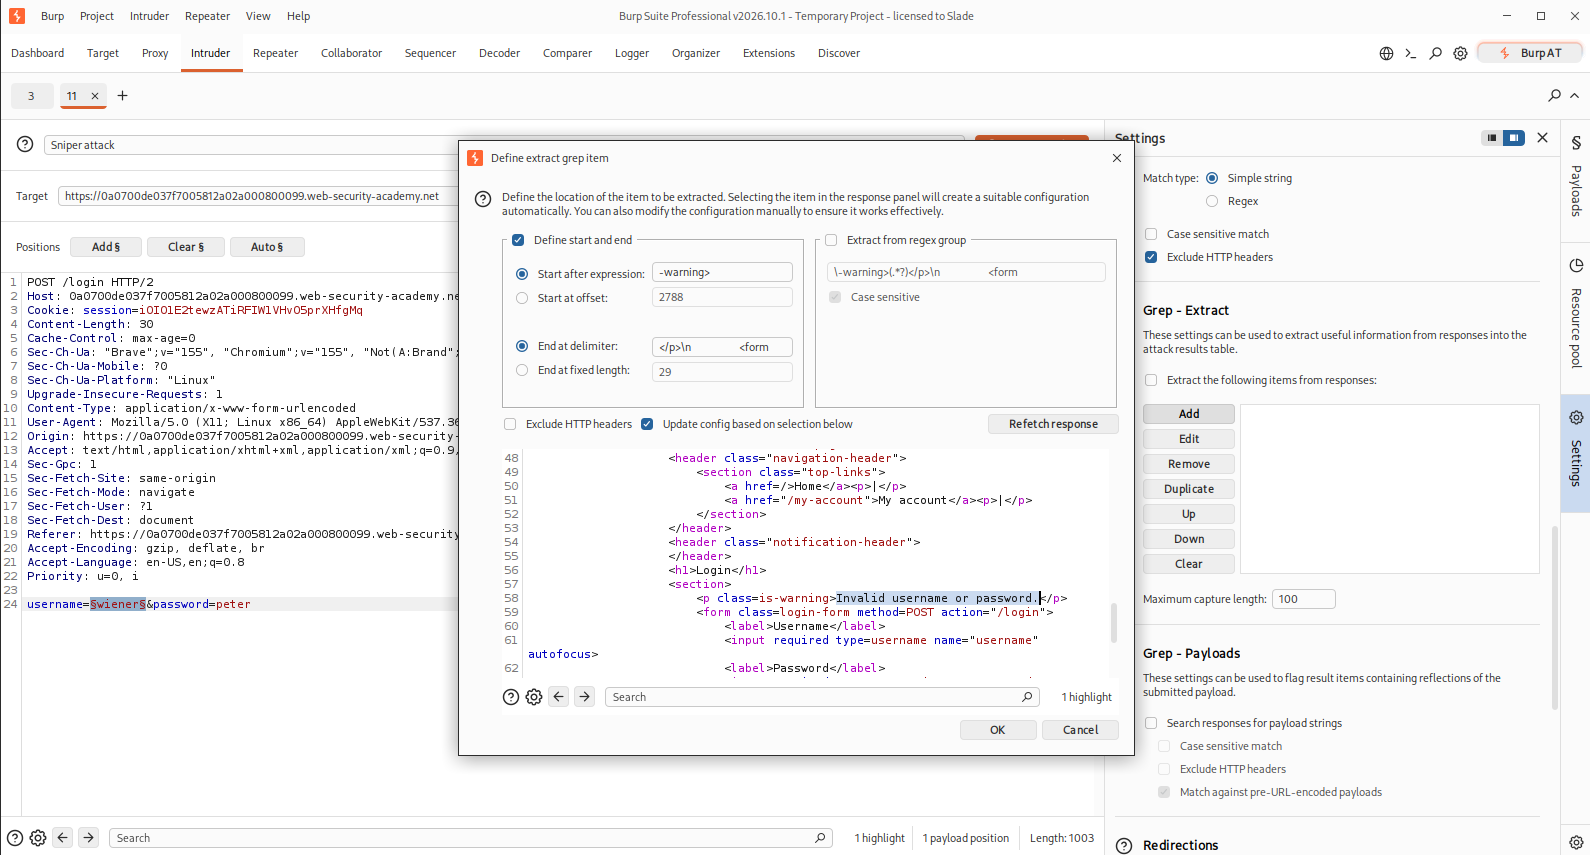 Burp Project Intruder Repeater View Help
Burp Suite Professional v2026.10.1 - Temporary Project - licensed to Slade
Dashboard Target Proxy Intruder Repeater Collaborator Sequencer Decoder Comparer Logger Organizer Extensions Discover
Burp AT
3 11
Sniper attack
Target https://0a0700de037f7005812a02a000800099.web-security-academy.net
Positions Add § Clear § Auto §
1 POST /login HTTP/2
2 Host: 0a0700de037f7005812a02a000800099.web-security-academy.ne
3 Cookie: session=iOIO1E2tewzATiRFIW1VHvO5prXHfgMq
4 Content-Length: 30
5 Cache-Control: max-age=0
6 Sec-Ch-Ua: "Brave";v="155", "Chromium";v="155", "Not(A:Brand";
7 Sec-Ch-Ua-Mobile: ?0
8 Sec-Ch-Ua-Platform: "Linux"
9 Upgrade-Insecure-Requests: 1
10 Content-Type: application/x-www-form-urlencoded
11 User-Agent: Mozilla/5.0 (X11; Linux x86_64) AppleWebKit/537.36
12 Origin: https://0a0700de037f7005812a02a000800099.web-security-
13 Accept: text/html,application/xhtml+xml,application/xml;q=0.9,
14 Sec-Gpc: 1
15 Sec-Fetch-Site: same-origin
16 Sec-Fetch-Mode: navigate
17 Sec-Fetch-User: ?1
18 Sec-Fetch-Dest: document
19 Referer: https://0a0700de037f7005812a02a000800099.web-security
20 Accept-Encoding: gzip, deflate, br
21 Accept-Language: en-US,en;q=0.8
22 Priority: u=0, i
23
24 username=§wiener§&password=peter
Search
1 highlight 1 payload position Length: 1003
Define extract grep item
Define the location of the item to be extracted. Selecting the item in the response panel will create a suitable configuration
automatically. You can also modify the configuration manually to ensure it works effectively.
Define start and end
Start after expression: -warning>
Start at offset: 2788
End at delimiter: </p>\n <form
End at fixed length: 29
Extract from regex group
\-warning>(.*?)</p>\n <form
Case sensitive
Exclude HTTP headers Update config based on selection below Refetch response
48 <header class="navigation-header">
49 <section class="top-links">
50 <a href=/>Home</a><p>|</p>
51 <a href="/my-account">My account</a><p>|</p>
52 </section>
53 </header>
54 <header class="notification-header">
55 </header>
56 <h1>Login</h1>
57 <section>
58 <p class=is-warning>Invalid username or password.</p>
59 <form class=login-form method=POST action="/login">
60 <label>Username</label>
61 <input required type=username name="username"
autofocus>
62 <label>Password</label>
Search
1 highlight
OK Cancel
Settings
Match type: Simple string
Regex
Case sensitive match
Exclude HTTP headers
Grep - Extract
These settings can be used to extract useful information from responses into the
attack results table.
Extract the following items from responses:
Add
Edit
Remove
Duplicate
Up
Down
Clear
Maximum capture length: 100
Grep - Payloads
These settings can be used to flag result items containing reflections of the
submitted payload.
Search responses for payload strings
Case sensitive match
Exclude HTTP headers
Match against pre-URL-encoded payloads
Redirections
§ Payloads
Resource pool
Settings